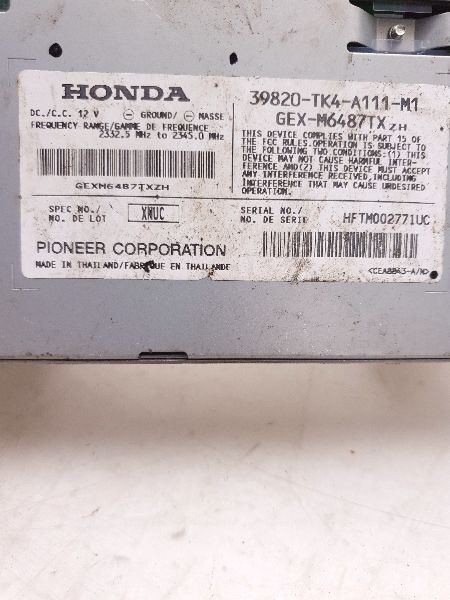 HONDA
39820-TK4-A111-M1
GEX-M6487TXZH
DC./C.C. 12 V ⊖ GROUND/ ⊖ MASSE
FREQUENCY RANGE/GAMME DE FREQUENCE
2332.5 MHz to 2345.0 MHz
THIS DEVICE COMPLIES WITH PART 15 OF
THE FCC RULES.OPERATION IS SUBJECT TO
THE FOLLOWING TWO CONDITIONS:(1) THIS
DEVICE MAY NOT CAUSE HARMFUL INTER-
FERENCE AND(2) THIS DEVICE MUST ACCEPT
ANY INTERFERENCE RECEIVED,INCLUDING
INTERFERENCE THAT MAY CAUSE UNDESIRED
OPERATION.
GEXM6487TXZH
SPEC NO./
NO. DE LOT
XNUC
SERIAL NO./
NO. DE SERIE
HFTM002771UC
PIONEER CORPORATION
MADE IN THAILAND/FABRIQUE EN THAILANDE
<CEA8863-A/N>